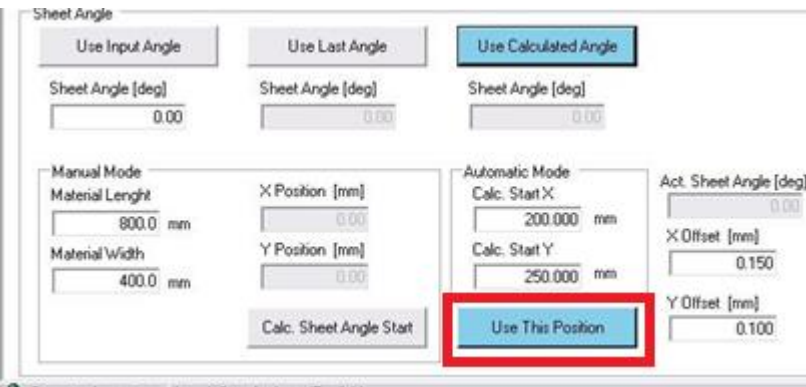 Sheet Angle
Use Input Angle
Use Last Angle
Use Calculated Angle
Sheet Angle [deg]
Sheet Angle [deg]
Sheet Angle [deg]
0.00
0.00
0.00
Manual Mode
Material Lenght
800.0 mm
Material Width
400.0 mm
X Position [mm]
0.00
Y Position [mm]
0.00
Calc. Sheet Angle Start
Automatic Mode
Calc. Start X
200.000 mm
Calc. Start Y
250.000 mm
Use This Position
Act. Sheet Angle [deg]
0.00
X Offset [mm]
0.150
Y Offset [mm]
0.100